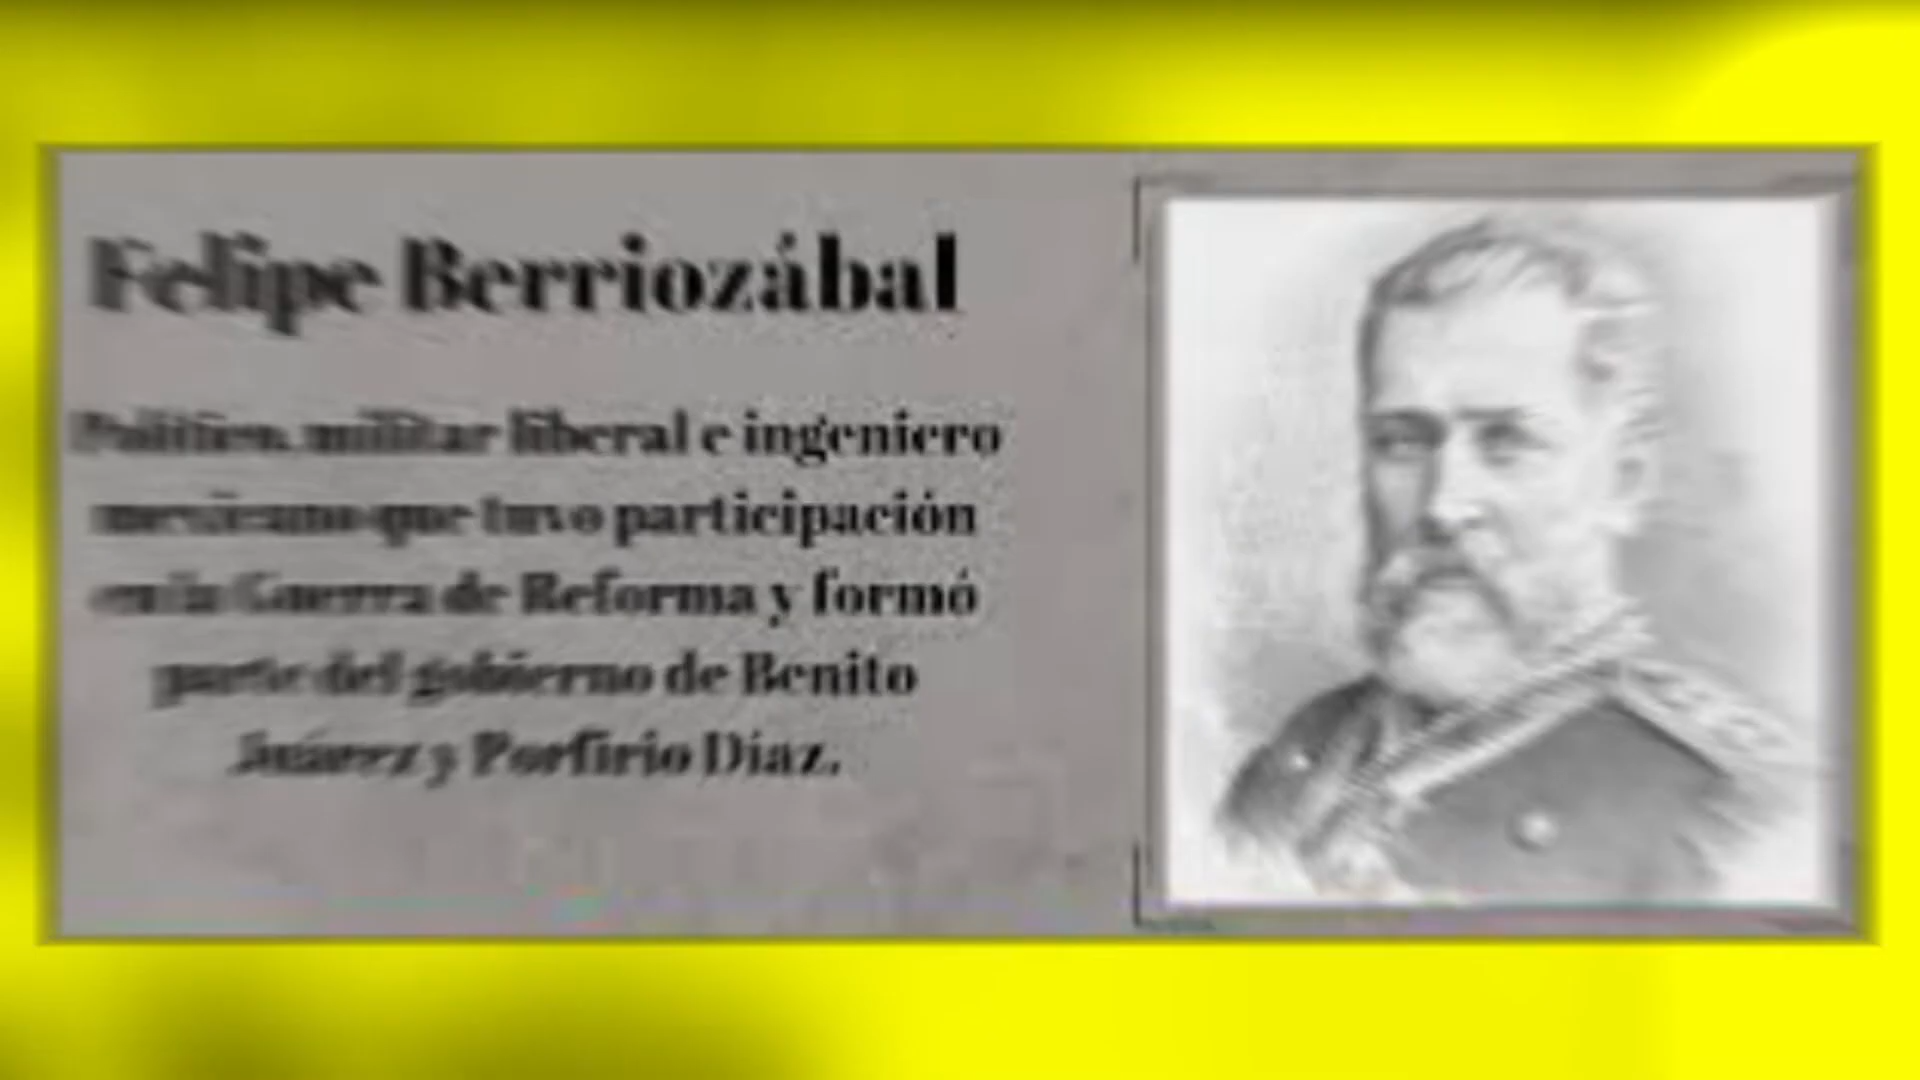 Felipe Berriozábal
Político, militar liberal e ingeniero
mexicano que tuvo participación
en la Guerra de Reforma y formó
parte del gobierno de Benito
Juárez y Porfirio Díaz.